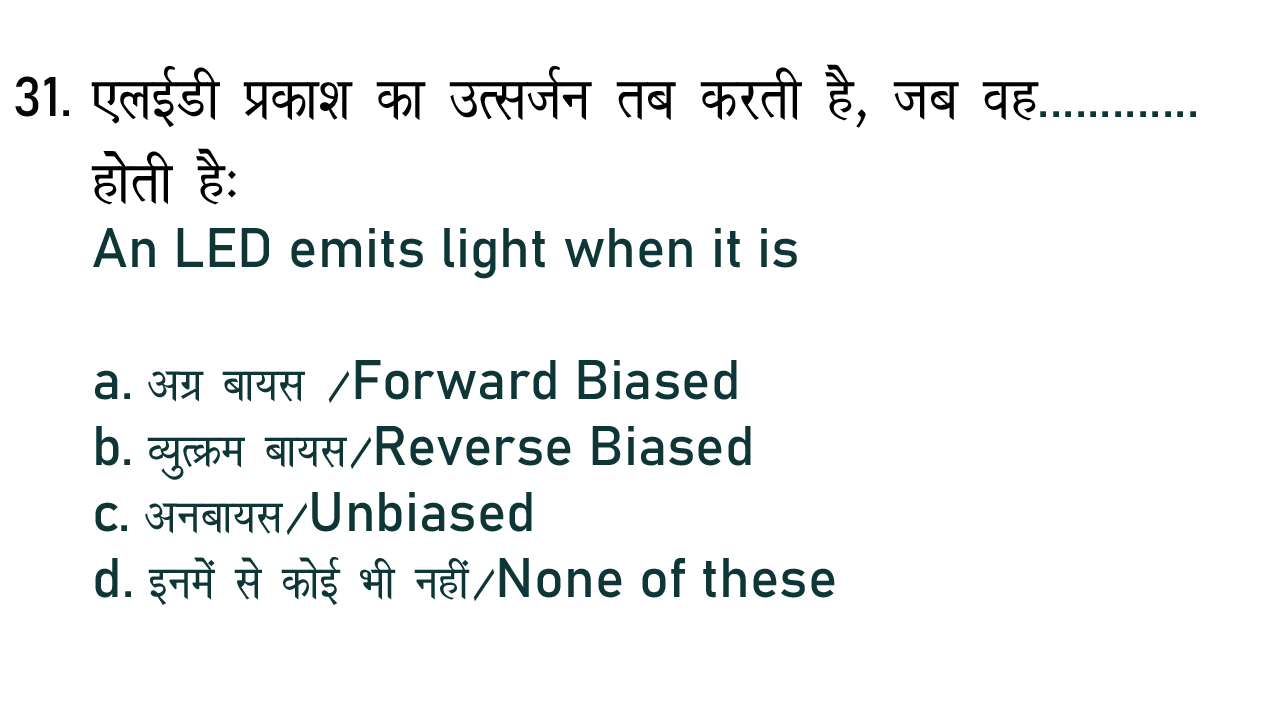 31. एलईडी प्रकाश का उत्सर्जन तब करती है, जब वह.............
होती हैः
An LED emits light when it is
a. अग्र बायस /Forward Biased
b. व्युत्क्रम बायस/Reverse Biased
c. अनबायस/Unbiased
d. इनमें से कोई भी नहीं/None of these